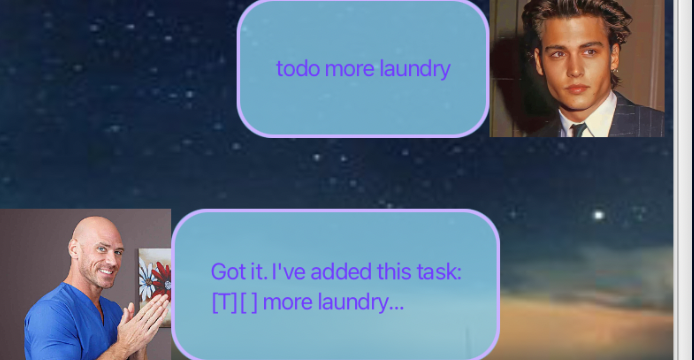 todo more laundry
Got it. I've added this task:
[T][ ] more laundry...